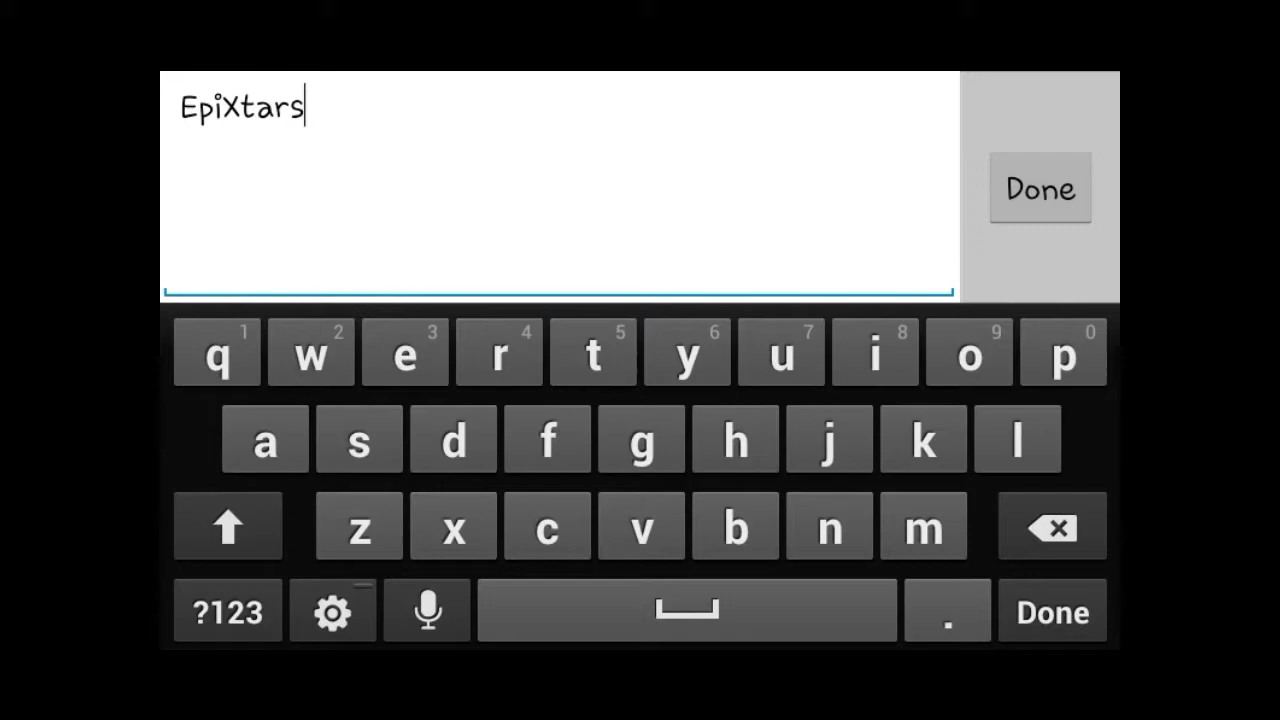 EpiXtars
Done
q 1 w 2 e 3 r 4 t 5 y 6 u 7 i 8 o 9 p 0
a s d f g h j k l
z x c v b n m
?123 . Done